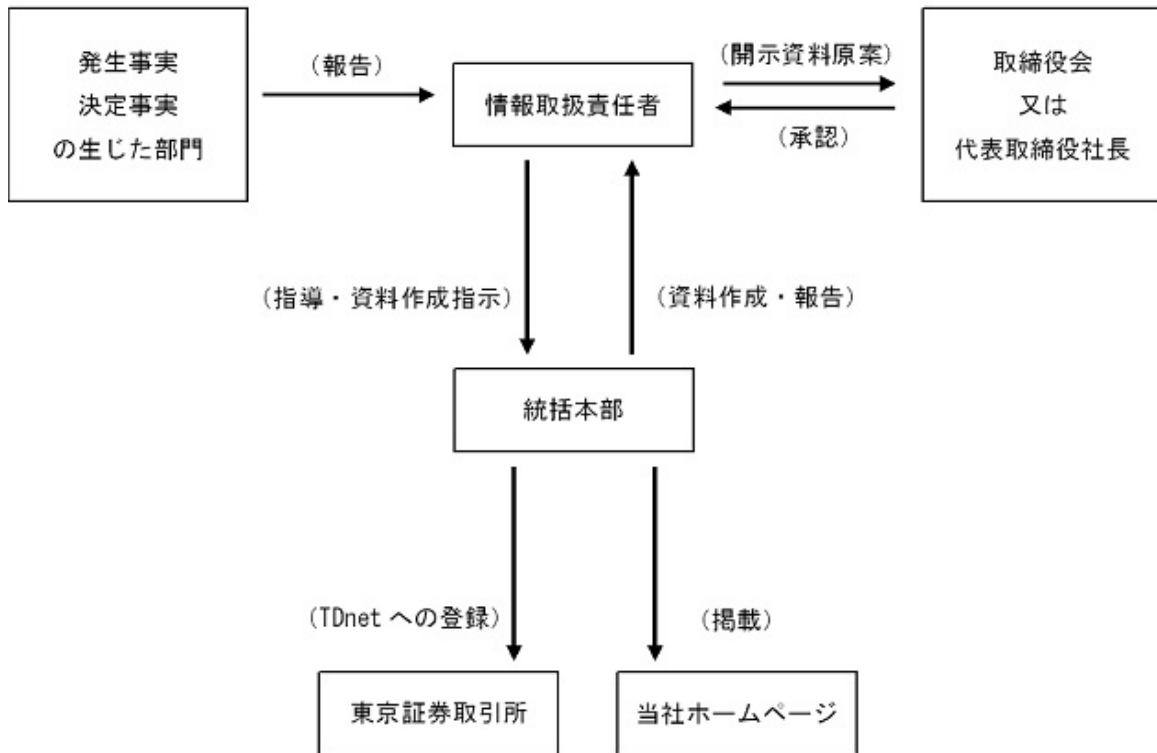 発生事実
決定事実
の生じた部門
(報告)
情報取扱責任者
(開示資料原案)
(承認)
取締役会
又は
代表取締役社長
(指導・資料作成指示)
(資料作成・報告)
統括本部
(TDnet への登録)
(掲載)
東京証券取引所
当社ホームページ